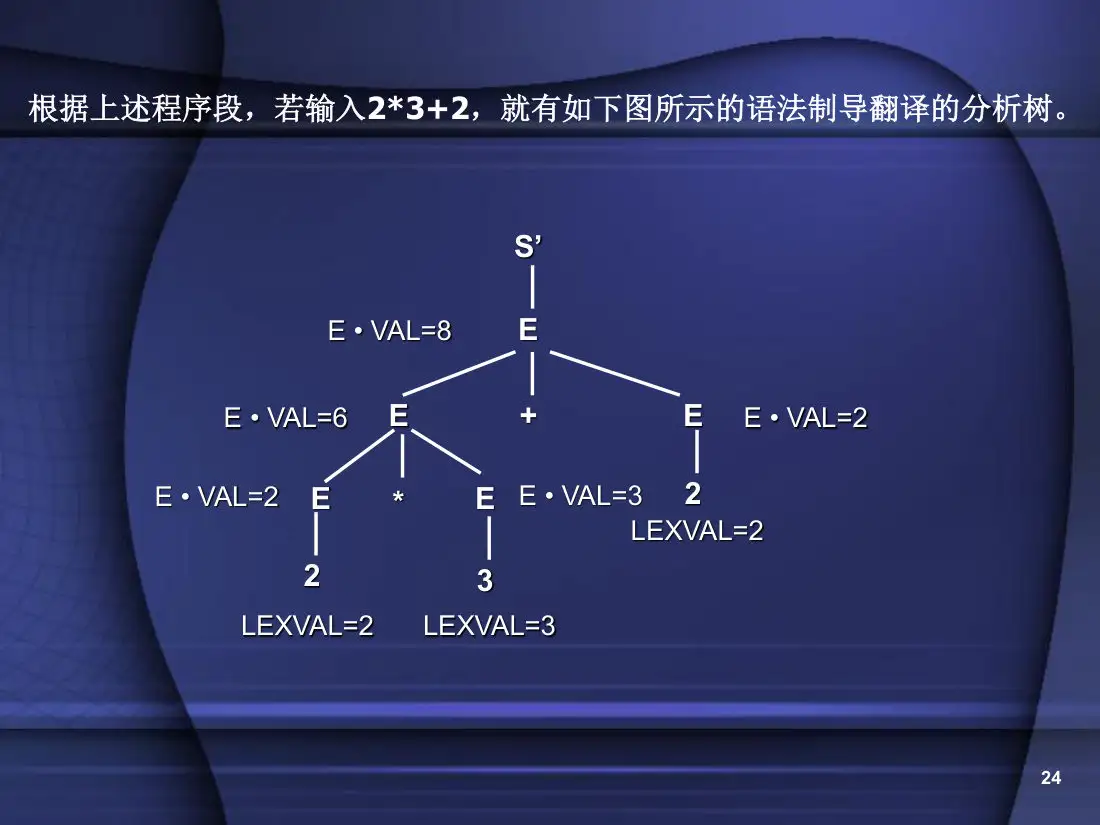 根据上述程序段，若输入2*3+2，就有如下图所示的语法制导翻译的分析树。
S’
E • VAL=8 E
E • VAL=6 E + E E • VAL=2
E • VAL=2 E * E E • VAL=3 2
LEXVAL=2
2 3
LEXVAL=2 LEXVAL=3
24